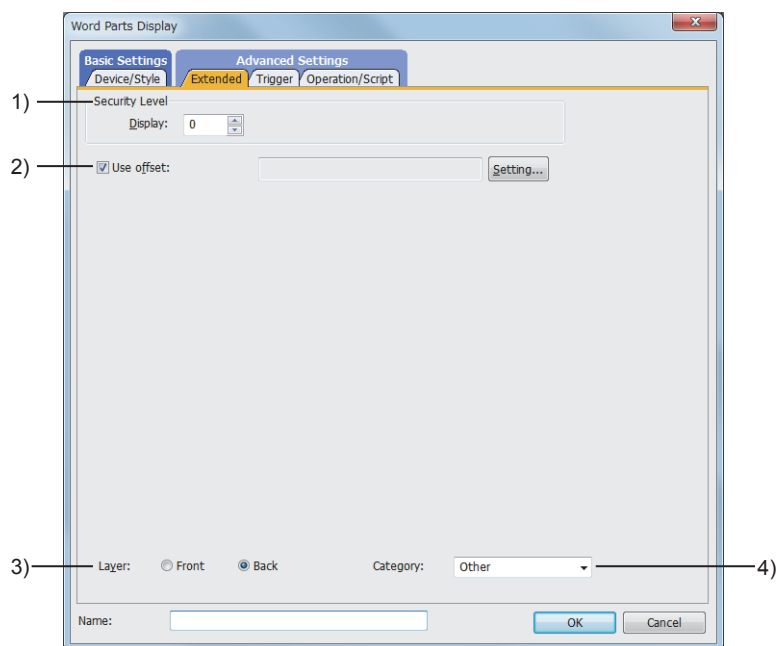 Word Parts Display
Basic Settings
Advanced Settings
Device/Style
Extended
Trigger
Operation/Script
1)
Security Level
Display:
0
2)
Use offset:
Setting...
3)
Layer:
Front
Back
Category:
Other
4)
Name:
OK
Cancel